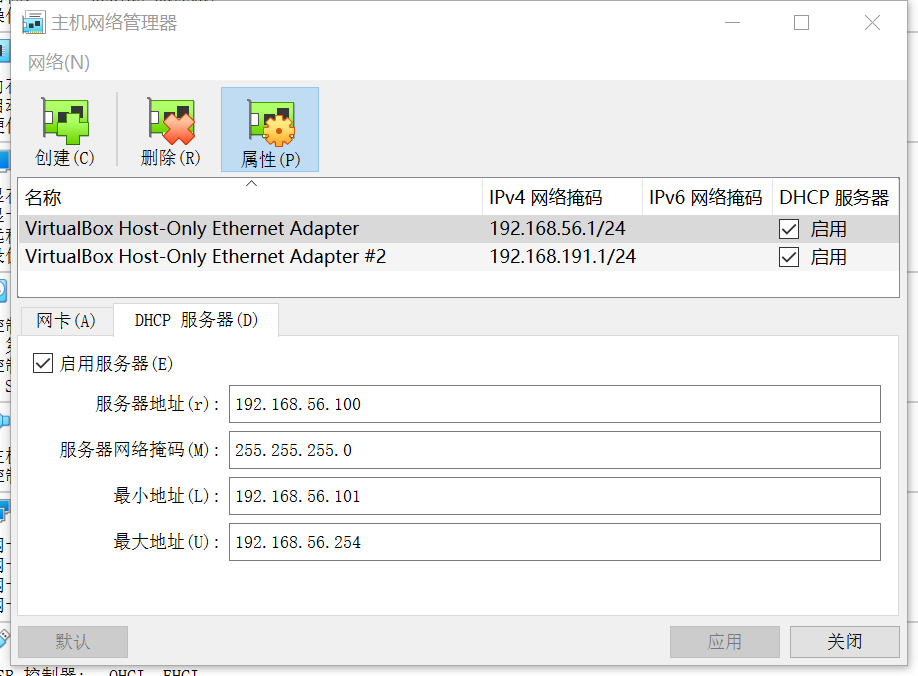 主机网络管理器
网络(N)
创建(C)
删除(R)
属性(P)
名称 IPv4 网络掩码 IPv6 网络掩码 DHCP 服务器
VirtualBox Host-Only Ethernet Adapter 192.168.56.1/24 启用
VirtualBox Host-Only Ethernet Adapter #2 192.168.191.1/24 启用
网卡(A) DHCP 服务器(D)
启用服务器(E)
服务器地址(r): 192.168.56.100
服务器网络掩码(M): 255.255.255.0
最小地址(L): 192.168.56.101
最大地址(U): 192.168.56.254
默认 应用 关闭
控制器: OHCI, EHCI